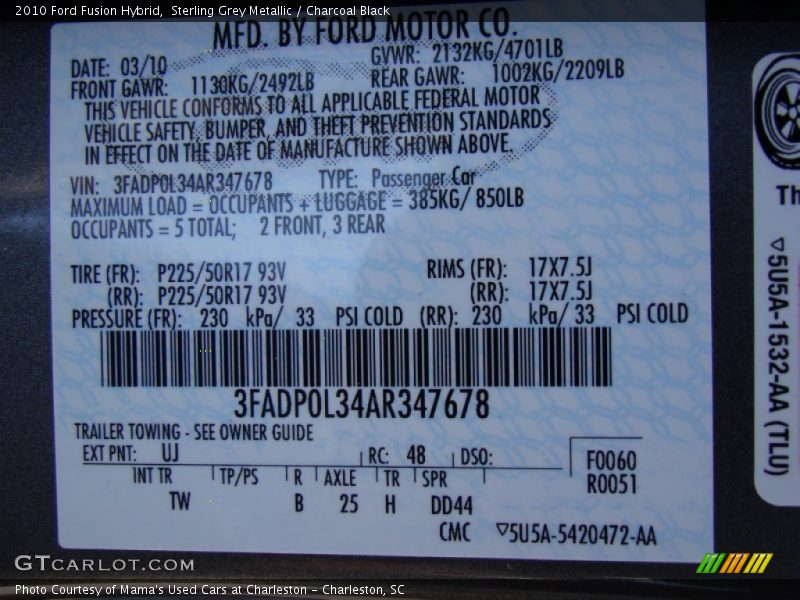 2010 Ford Fusion Hybrid, Sterling Grey Metallic / Charcoal Black
MFD. BY FORD MOTOR CO.
DATE: 03/10 GVWR: 2132KG/4701LB
FRONT GAWR: 1130KG/2492LB REAR GAWR: 1002KG/2209LB
THIS VEHICLE CONFORMS TO ALL APPLICABLE FEDERAL MOTOR
VEHICLE SAFETY, BUMPER, AND THEFT PREVENTION STANDARDS
IN EFFECT ON THE DATE OF MANUFACTURE SHOWN ABOVE.
VIN: 3FADP0L34AR347678 TYPE: Passenger Car
MAXIMUM LOAD = OCCUPANTS + LUGGAGE = 385KG/ 850LB
OCCUPANTS = 5 TOTAL; 2 FRONT, 3 REAR
TIRE (FR): P225/50R17 93V RIMS (FR): 17X7.5J
(RR): P225/50R17 93V (RR): 17X7.5J
PRESSURE (FR): 230 kPa/ 33 PSI COLD (RR): 230 kPa/ 33 PSI COLD
3FADP0L34AR347678
TRAILER TOWING - SEE OWNER GUIDE
EXT PNT: UJ RC: 48 DSO:
F0060
R0051
INT TR TP/PS R AXLE TR SPR
TW B 25 H DD44
CMC ▽5U5A-5420472-AA
Th
▽5U5A-1532-AA (TLU)
GTCARLOT.COM
Photo Courtesy of Mama's Used Cars at Charleston – Charleston, SC